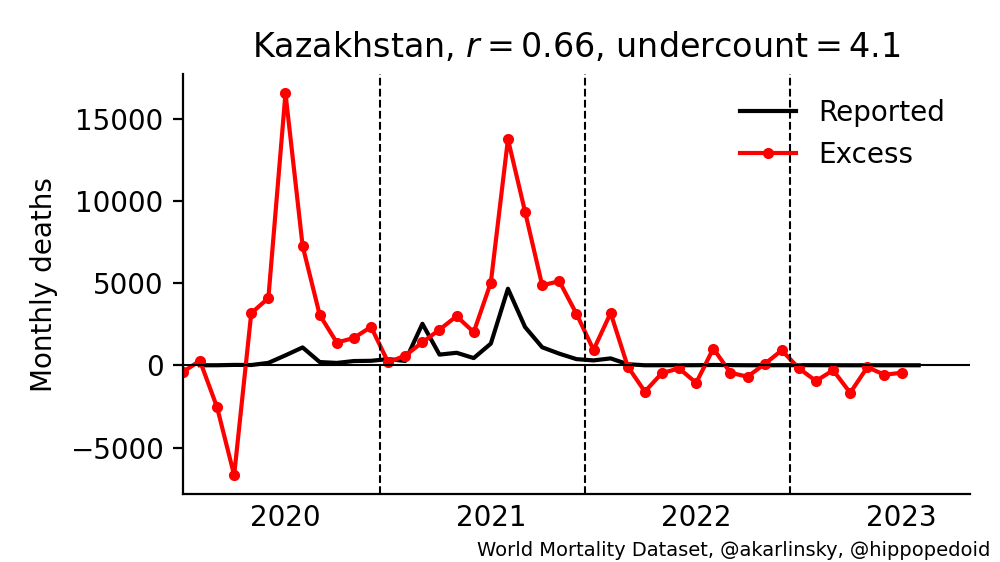 Kazakhstan, r = 0.66, undercount = 4.1
Monthly deaths
15000
10000
5000
0
−5000
Reported
Excess
2020 2021 2022 2023
World Mortality Dataset, @akarlinsky, @hippopedoid